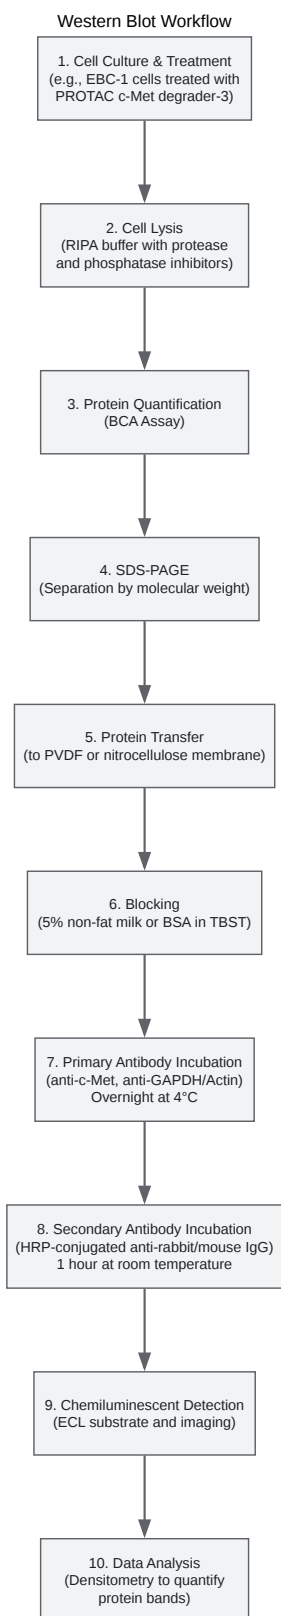 Western Blot Workflow
1. Cell Culture & Treatment
(e.g., EBC-1 cells treated with
PROTAC c-Met degrader-3)
2. Cell Lysis
(RIPA buffer with protease
and phosphatase inhibitors)
3. Protein Quantification
(BCA Assay)
4. SDS-PAGE
(Separation by molecular weight)
5. Protein Transfer
(to PVDF or nitrocellulose membrane)
6. Blocking
(5% non-fat milk or BSA in TBST)
7. Primary Antibody Incubation
(anti-c-Met, anti-GAPDH/Actin)
Overnight at 4°C
8. Secondary Antibody Incubation
(HRP-conjugated anti-rabbit/mouse IgG)
1 hour at room temperature
9. Chemiluminescent Detection
(ECL substrate and imaging)
10. Data Analysis
(Densitometry to quantify
protein bands)